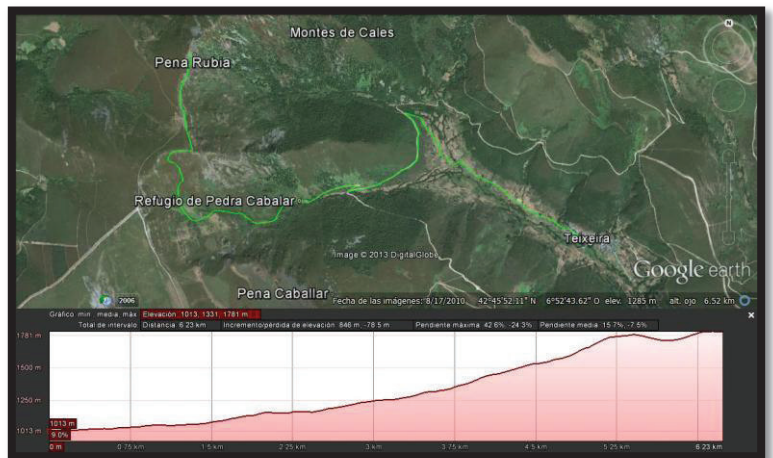 Montes de Cales
N
Pena Rubia
Refugio de Pedra Cabalar
Teixeira
Image © 2013 DigitalGlobe
Google earth
Pena Caballar
2006
Fecha de las imágenes: 8/17/2010 42°45'52.11" N 6°52'43.62" O elev. 1285 m alt. ojo 6.52 km
Gráfico mín., media, máx. Elevación: 1013, 1331, 1781 m
Total de intervalo: Distancia: 6.23 km Incremento/pérdida de elevación: 846 m, -78.5 m Pendiente máxima: 42.6%, -24.3% Pendiente media: 15.7%, -7.5%
1781 m
1500 m
1250 m
1013 m
1013 m
9.0%
0 m 0.75 km 1.5 km 2.25 km 3 km 3.75 km 4.5 km 5.25 km 6.23 km